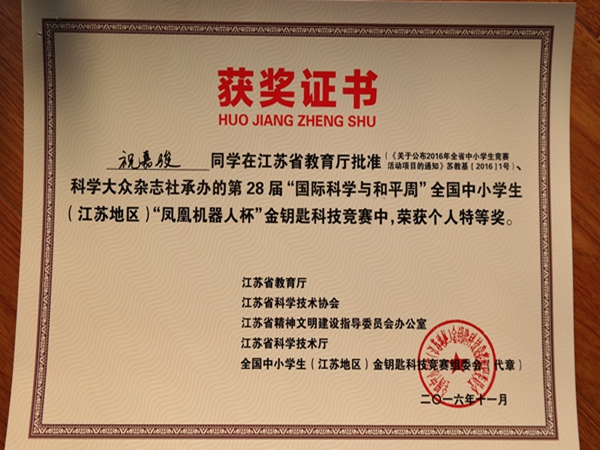 获奖证书
HUO JIANG ZHENG SHU
祝嘉骏 同学在江苏省教育厅批准（《关于公布2016年全省中小学生竞赛活动项目的通知》苏教基［2016］1号）、
科学大众杂志社承办的第28届“国际科学与和平周”全国中小学生
（江苏地区）“凤凰机器人杯”金钥匙科技竞赛中，荣获个人特等奖。
江苏省教育厅
江苏省科学技术协会
江苏省精神文明建设指导委员会办公室
江苏省科学技术厅
全国中小学生（江苏地区）金钥匙科技竞赛组委会（代章）
二〇一六年十一月